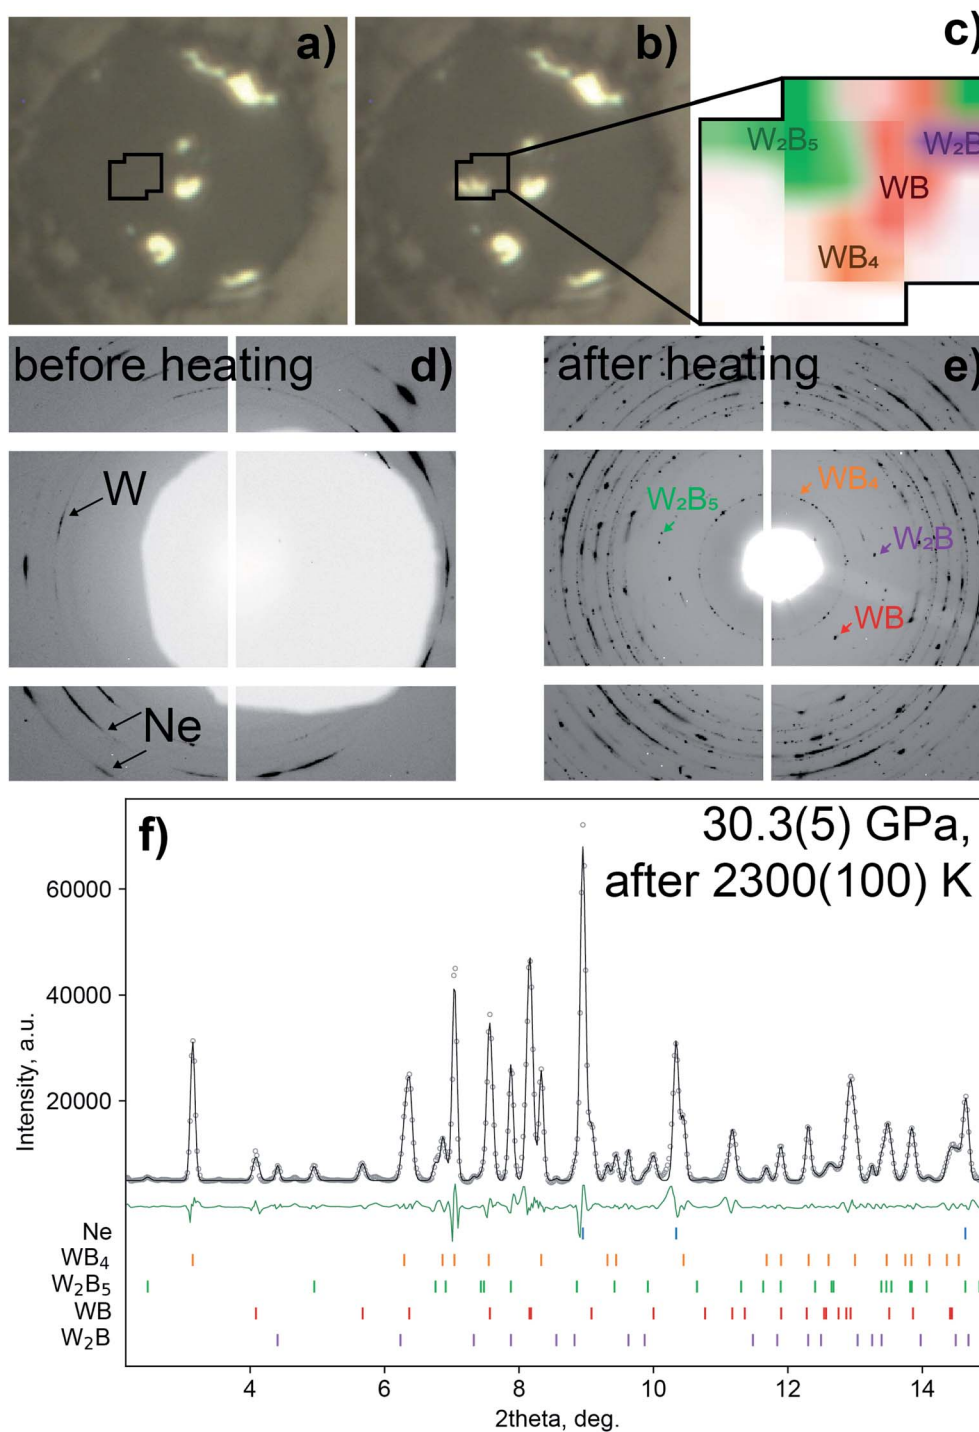 a)
b)
c)
W₂B₅
W₂B
WB
WB₄
before heating
d)
after heating
e)
W
Ne
WB₄
W₂B₅
W₂B
WB
f)
30.3(5) GPa,
after 2300(100) K
60000
40000
20000
Intensity, a.u.
Ne
WB₄
W₂B₅
WB
W₂B
4 6 8 10 12 14
2theta, deg.